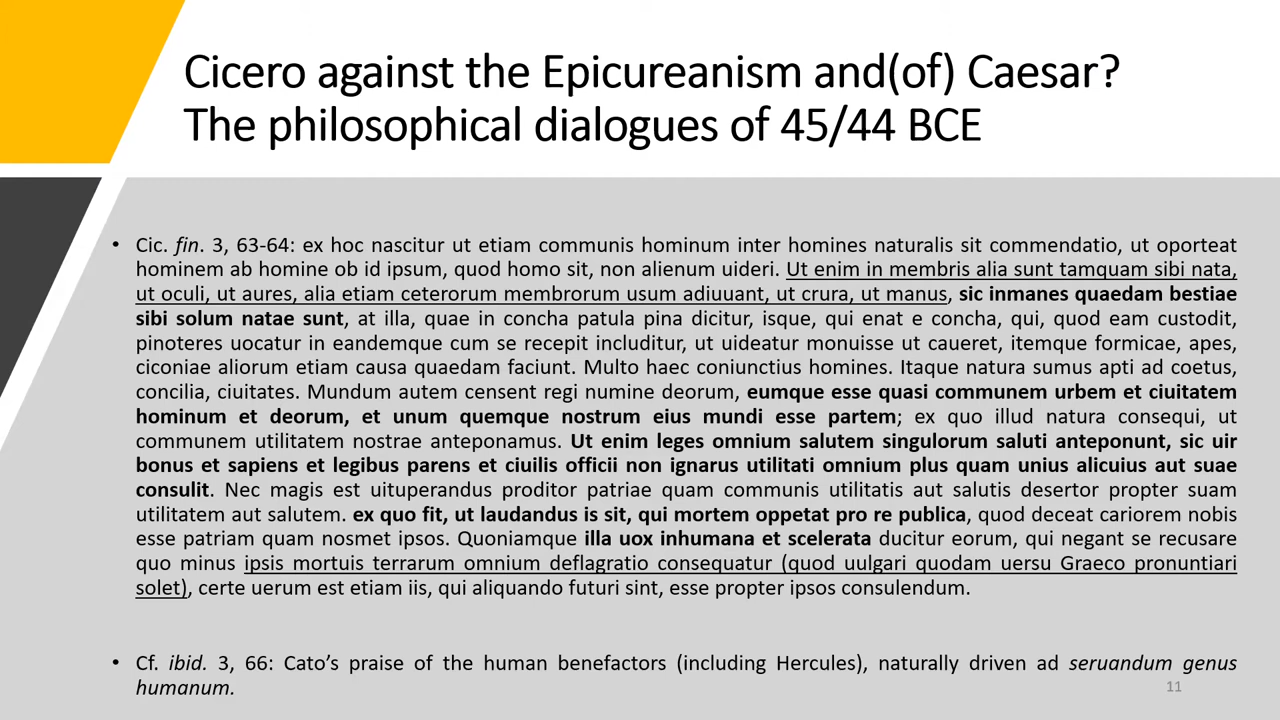 Cicero against the Epicureanism and(of) Caesar?
The philosophical dialogues of 45/44 BCE
• Cic. fin. 3, 63-64: ex hoc nascitur ut etiam communis hominum inter homines naturalis sit commendatio, ut oporteat
hominem ab homine ob id ipsum, quod homo sit, non alienum uideri. Ut enim in membris alia sunt tamquam sibi nata,
ut oculi, ut aures, alia etiam ceterorum membrorum usum adiuuant, ut crura, ut manus, sic inmanes quaedam bestiae
sibi solum natae sunt, at illa, quae in concha patula pina dicitur, isque, qui enat e concha, qui, quod eam custodit,
pinoteres uocatur in eandemque cum se recepit includitur, ut uideatur monuisse ut caueret, itemque formicae, apes,
ciconiae aliorum etiam causa quaedam faciunt. Multo haec coniunctius homines. Itaque natura sumus apti ad coetus,
concilia, ciuitates. Mundum autem censent regi numine deorum, eumque esse quasi communem urbem et ciuitatem
hominum et deorum, et unum quemque nostrum eius mundi esse partem; ex quo illud natura consequi, ut
communem utilitatem nostrae anteponamus. Ut enim leges omnium salutem singulorum saluti anteponunt, sic uir
bonus et sapiens et legibus parens et ciuilis officii non ignarus utilitati omnium plus quam unius alicuius aut suae
consulit. Nec magis est uituperandus proditor patriae quam communis utilitatis aut salutis desertor propter suam
utilitatem aut salutem. ex quo fit, ut laudandus is sit, qui mortem oppetat pro re publica, quod deceat cariorem nobis
esse patriam quam nosmet ipsos. Quoniamque illa uox inhumana et scelerata ducitur eorum, qui negant se recusare
quo minus ipsis mortuis terrarum omnium deflagratio consequatur (quod uulgari quodam uersu Graeco pronuntiari
solet), certe uerum est etiam iis, qui aliquando futuri sint, esse propter ipsos consulendum.
• Cf. ibid. 3, 66: Cato’s praise of the human benefactors (including Hercules), naturally driven ad seruandum genus
humanum.
11